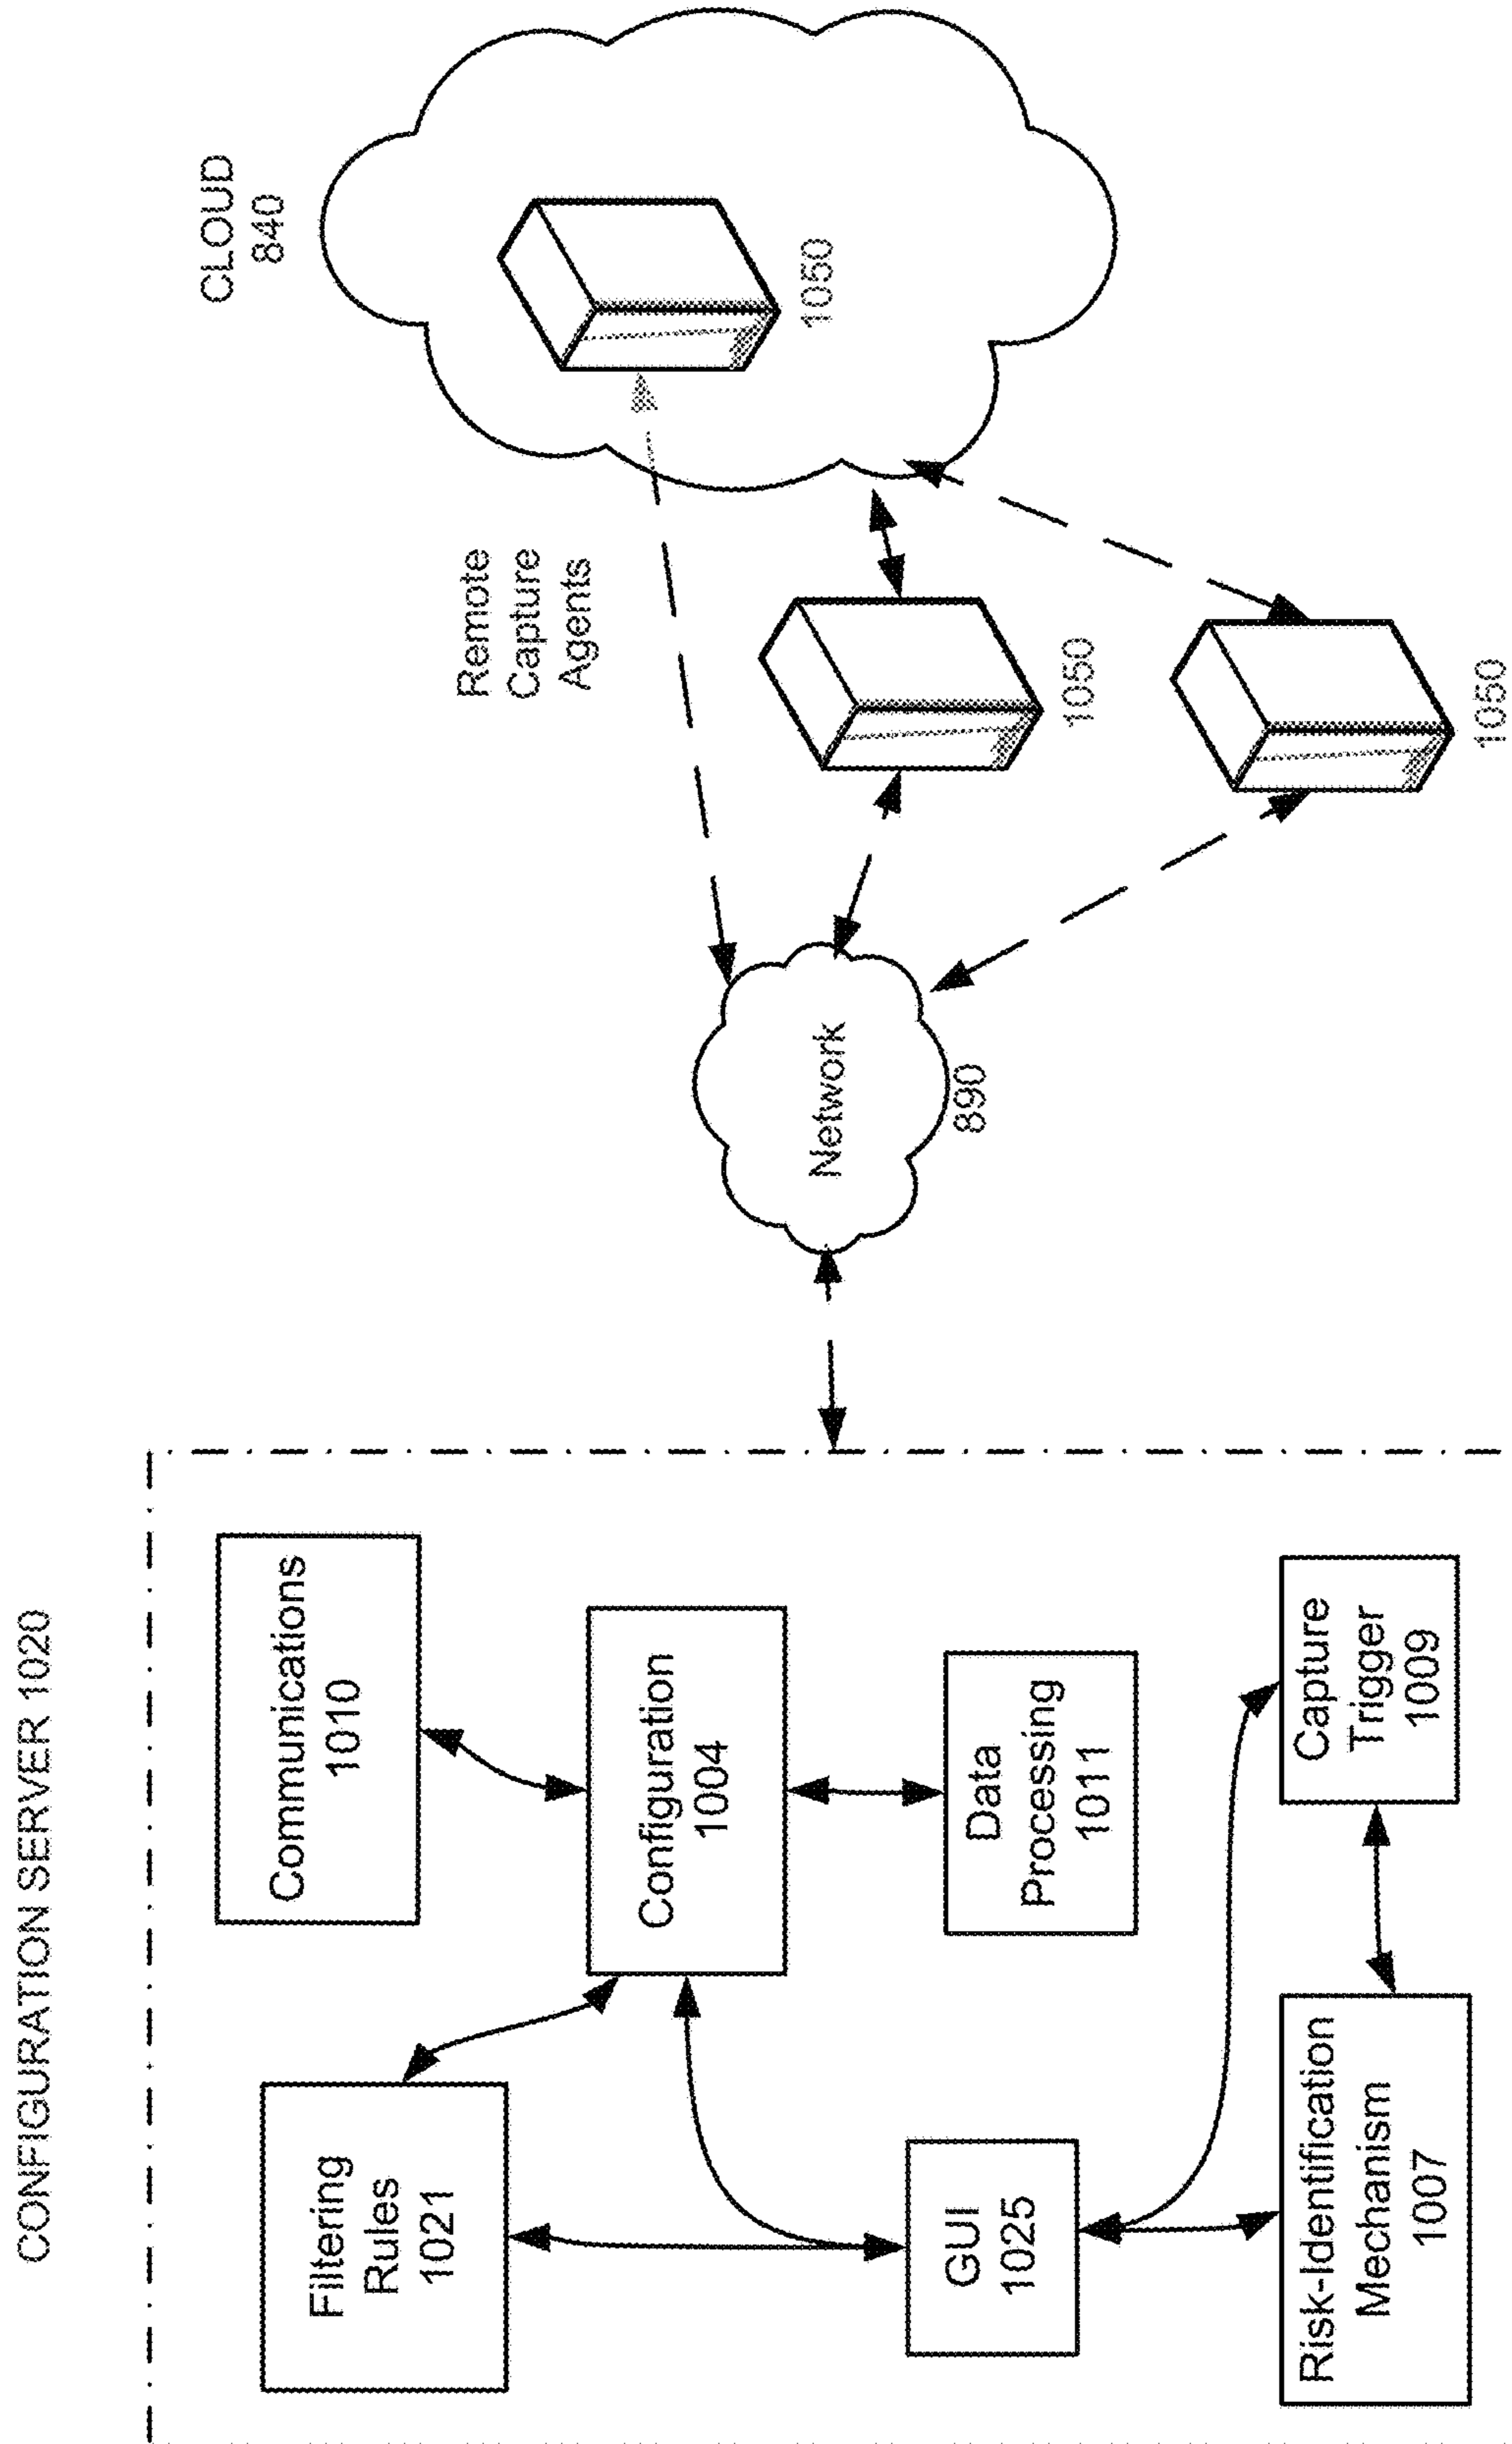 CONFIGURATION SERVER 1020
Filtering
Rules
1021
Communications
1010
Configuration
1004
GUI
1025
Data
Processing
1011
Risk-Identification
Mechanism
1007
Capture
Trigger
1009
Network
890
Remote
Capture
Agents
CLOUD
840
1050
1050
1050